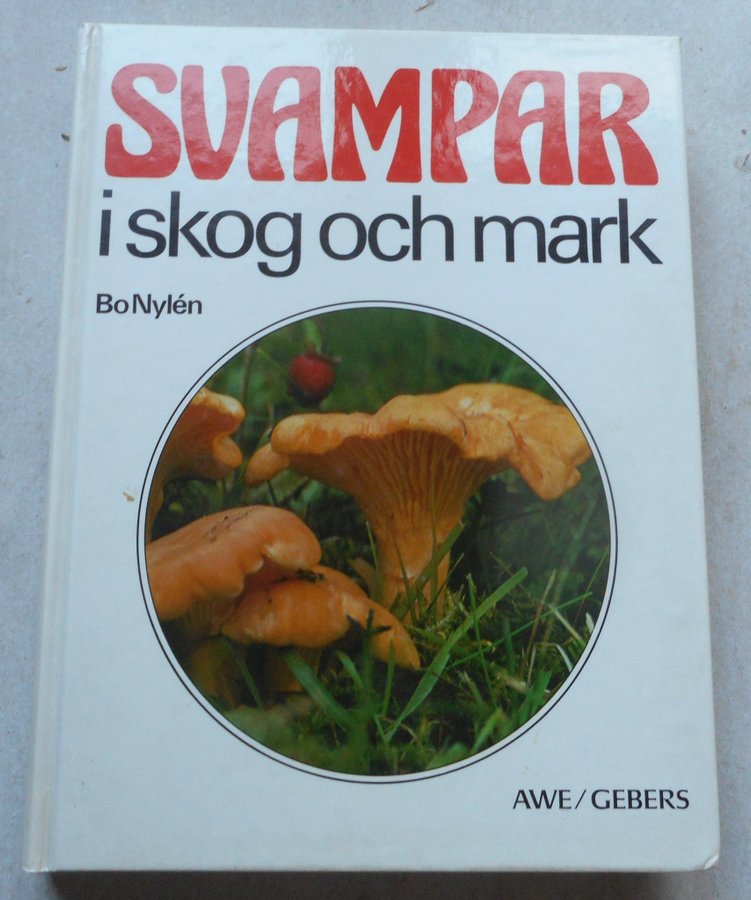 SVAMPAR
i skog och mark
Bo Nylén
AWE/GEBERS